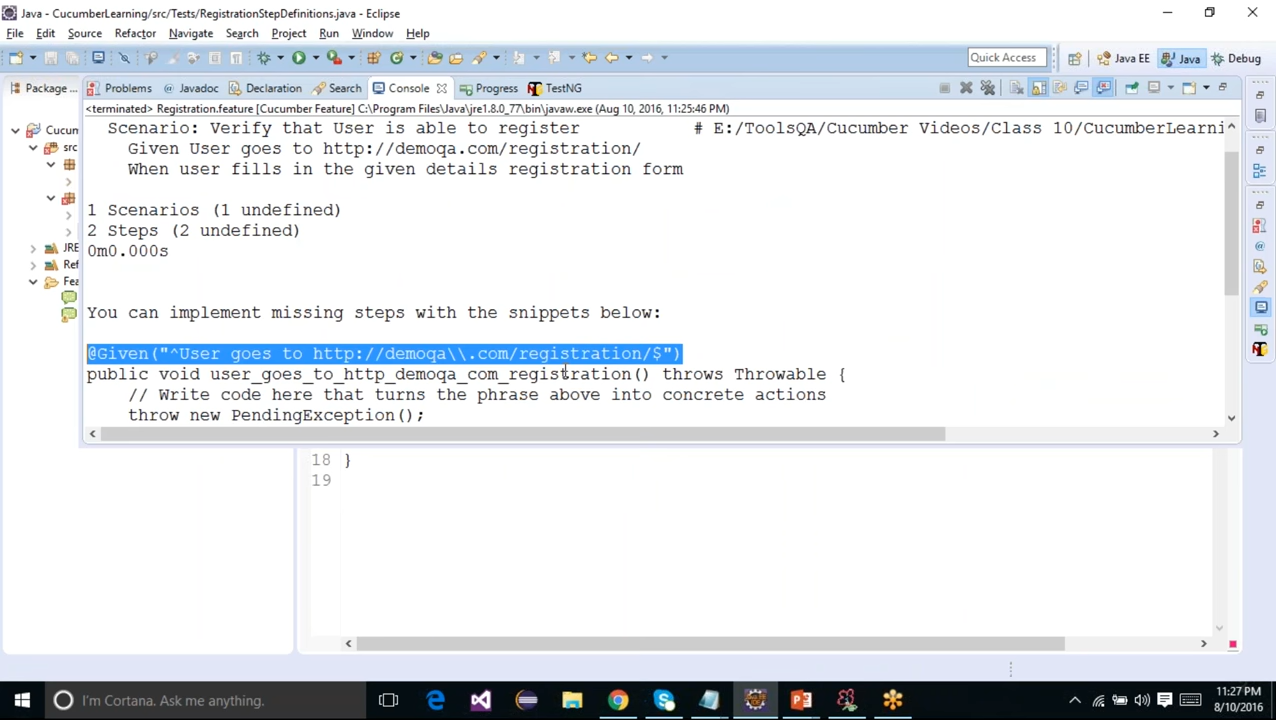 Java - CucumberLearning/src/Tests/RegistrationStepDefinitions.java - Eclipse
File Edit Source Refactor Navigate Search Project Run Window Help
Quick Access Java EE Java Debug
Package ... Problems Javadoc Declaration Search Console Progress TestNG
<terminated> Registration.feature [Cucumber Feature] C:\Program Files\Java\jre1.8.0_77\bin\javaw.exe (Aug 10, 2016, 11:25:46 PM)
Cucum
src
JRE
Ref
Fea
Scenario: Verify that User is able to register # E:/ToolsQA/Cucumber Videos/Class 10/CucumberLearni
Given User goes to http://demoqa.com/registration/
When user fills in the given details registration form
1 Scenarios (1 undefined)
2 Steps (2 undefined)
0m0.000s
You can implement missing steps with the snippets below:
@Given("^User goes to http://demoqa\\.com/registration/$")
public void user_goes_to_http_demoqa_com_registration() throws Throwable {
// Write code here that turns the phrase above into concrete actions
throw new PendingException();
18 }
19
I'm Cortana. Ask me anything.
11:27 PM
8/10/2016